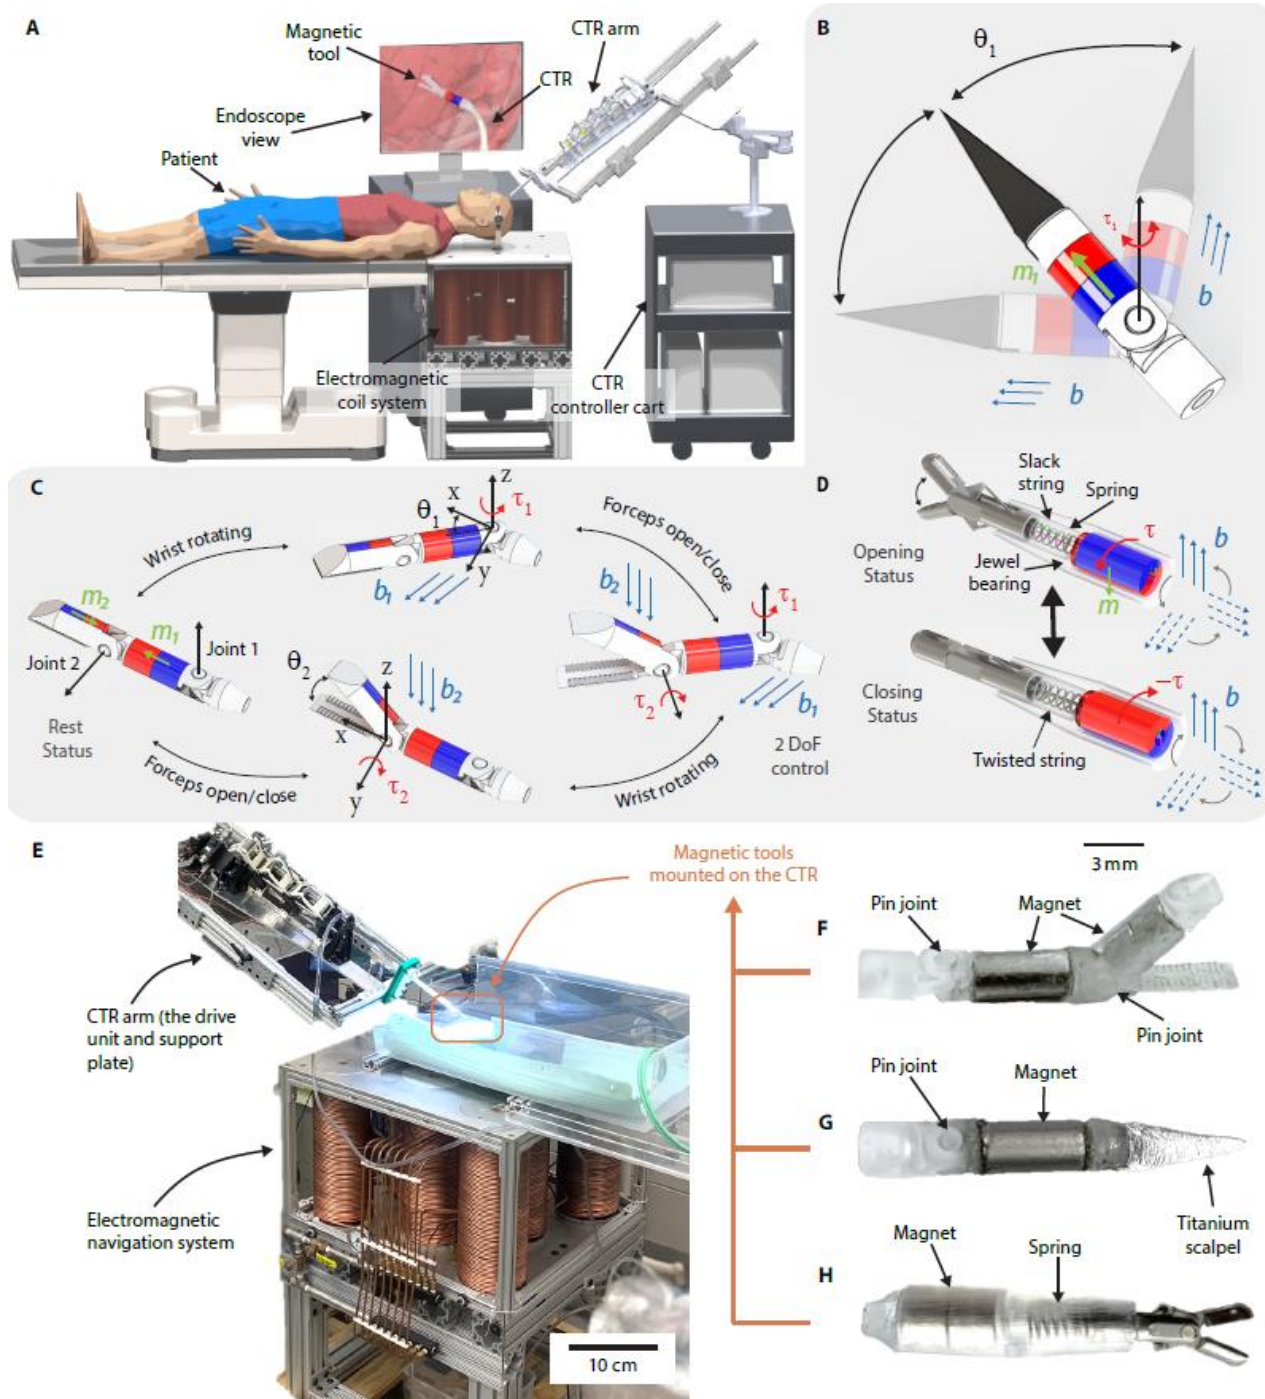 A
Magnetic
tool
CTR arm
CTR
Endoscope
view
Patient
Electromagnetic
coil system
CTR
controller cart
B
θ1
τ1
m1
b
b
C
Wrist rotating
θ1
x
z
τ1
y
b1
Forceps open/close
m2
m1
Joint 1
Joint 2
Rest
Status
θ2
z
b2
x
y
τ2
Forceps open/close
b2
τ1
τ2
b1
2 DoF
control
Wrist rotating
D
Slack
string
Spring
Opening
Status
Jewel
bearing
τ
m
b
Closing
Status
-τ
b
Twisted string
E
Magnetic tools
mounted on the CTR
CTR arm (the drive
unit and support
plate)
Electromagnetic
navigation system
10 cm
3 mm
F
Pin joint
Magnet
Pin joint
G
Pin joint
Magnet
Titanium
scalpel
H
Magnet
Spring